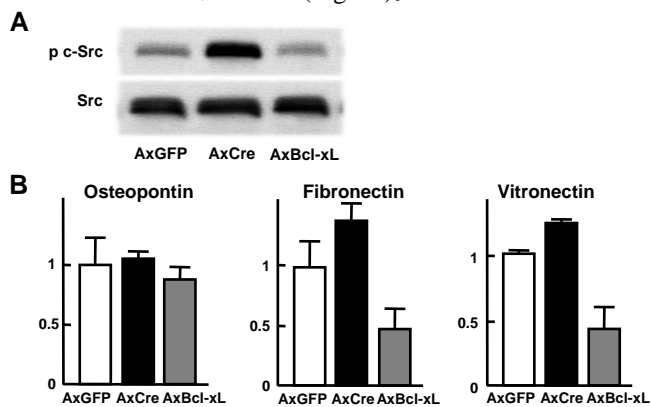 A
p c-Src
Src
AxGFP AxCre AxBcl-xL
B
Osteopontin Fibronectin Vitronectin
1 1 1
0.5 0.5 0.5
0 0 0
AxGFP AxCre AxBcl-xL AxGFP AxCre AxBcl-xL AxGFP AxCre AxBcl-xL